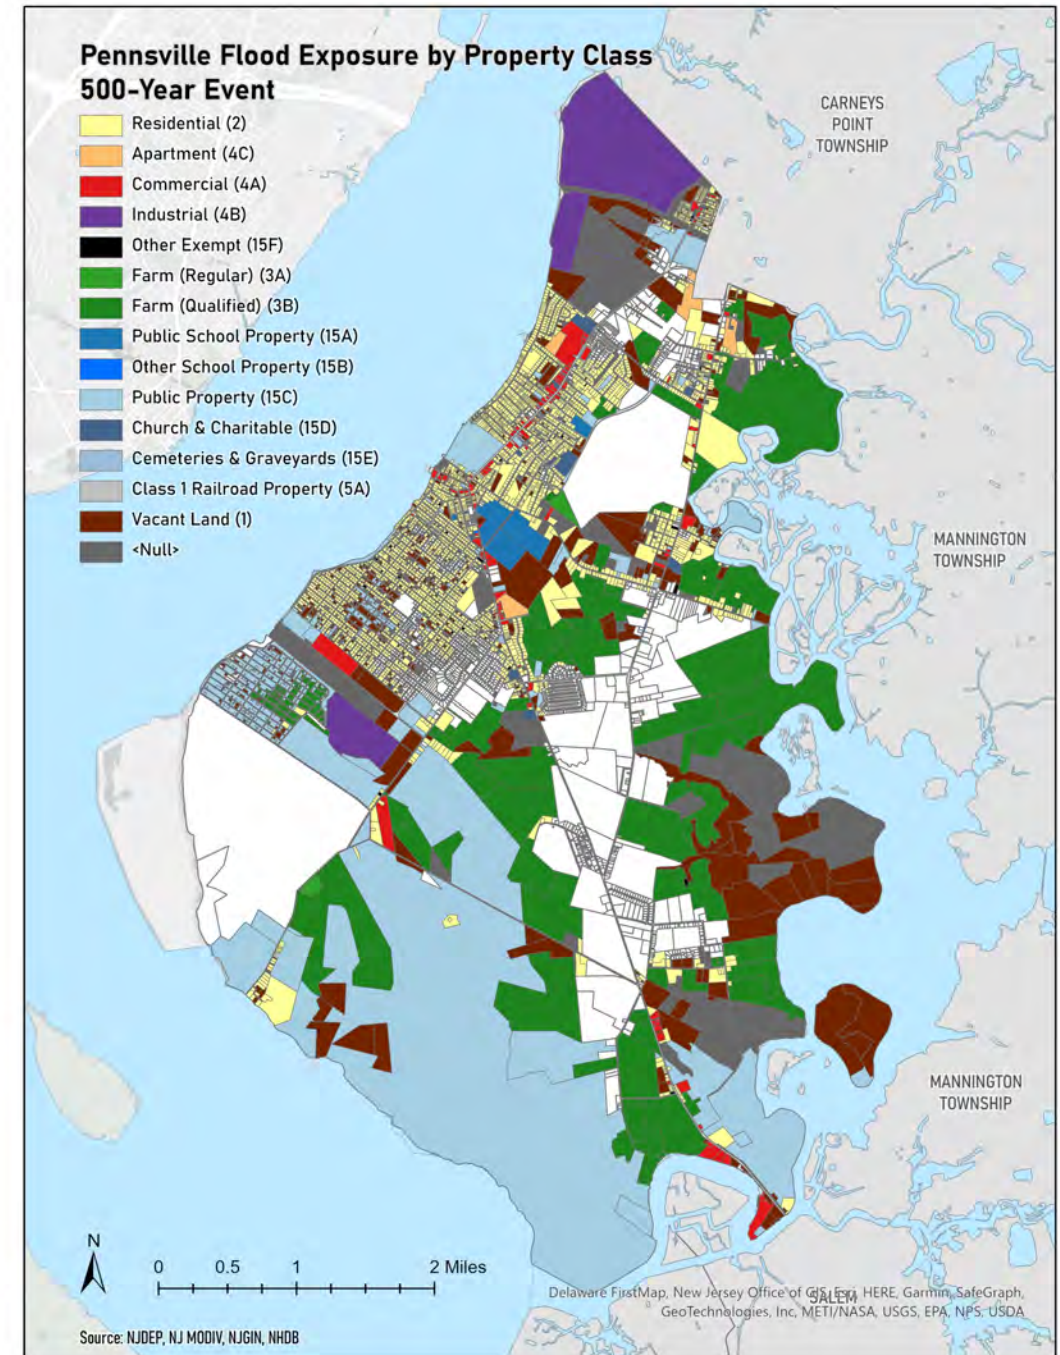 Pennsville Flood Exposure by Property Class
500-Year Event
Residential (2)
Apartment (4C)
Commercial (4A)
Industrial (4B)
Other Exempt (15F)
Farm (Regular) (3A)
Farm (Qualified) (3B)
Public School Property (15A)
Other School Property (15B)
Public Property (15C)
Church & Charitable (15D)
Cemeteries & Graveyards (15E)
Class 1 Railroad Property (5A)
Vacant Land (1)
<Null>
CARNEYS
POINT
TOWNSHIP
MANNINGTON
TOWNSHIP
MANNINGTON
TOWNSHIP
SALEM
N
0 0.5 1 2 Miles
Delaware FirstMap, New Jersey Office of GIS, Esri, HERE, Garmin, SafeGraph,
GeoTechnologies, Inc, METI/NASA, USGS, EPA, NPS, USDA
Source: NJDEP, NJ MODIV, NJGIN, NHDB